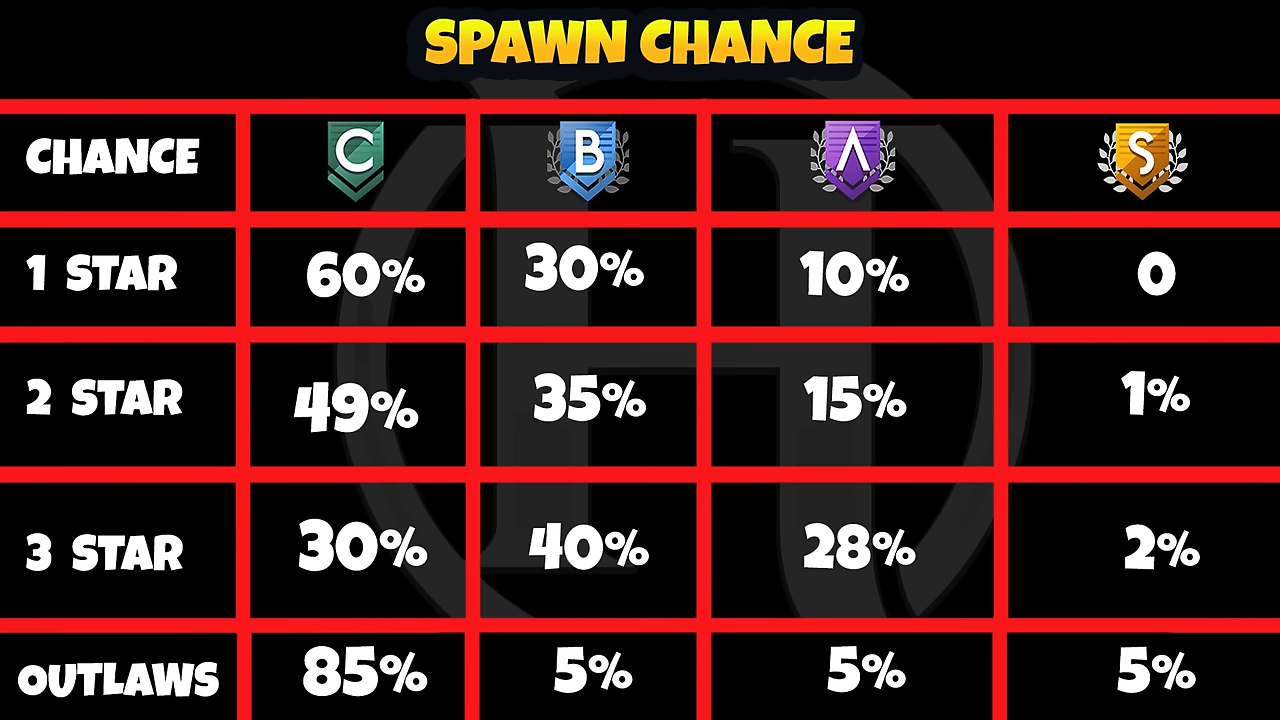 SPAWN CHANCE
CHANCE C B A S
1 STAR 60% 30% 10% 0
2 STAR 49% 35% 15% 1%
3 STAR 30% 40% 28% 2%
OUTLAWS 85% 5% 5% 5%